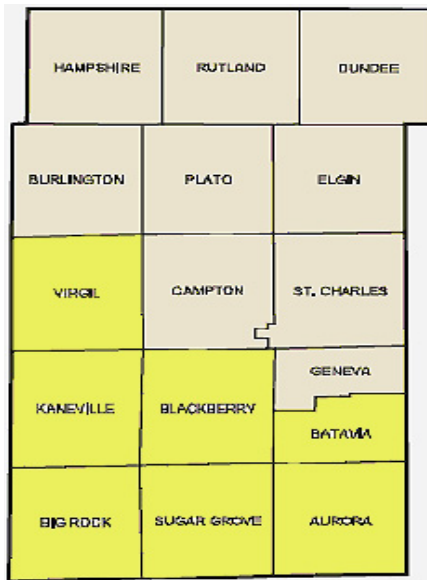 HAMPSHIRE
RUTLAND
DUNDEE
BURLINGTON
PLATO
ELGIN
VIRGIL
CAMPTON
ST. CHARLES
GENEVA
KANEVILLE
BLACKBERRY
BATAVIA
BIG ROCK
SUGAR GROVE
AURORA